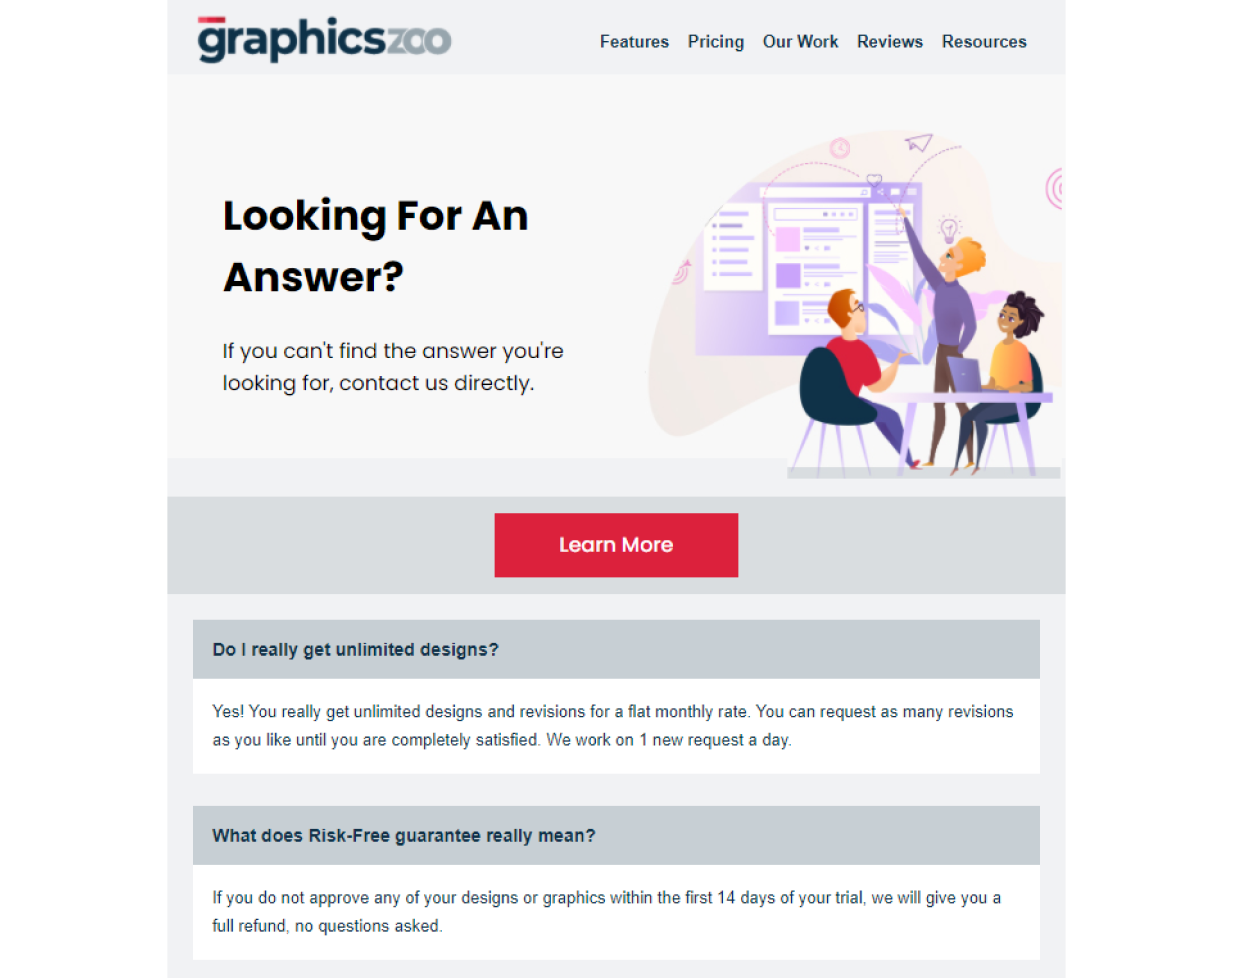 graphicszoo
Features Pricing Our Work Reviews Resources
Looking For An
Answer?
If you can't find the answer you're
looking for, contact us directly.
Learn More
Do I really get unlimited designs?
Yes! You really get unlimited designs and revisions for a flat monthly rate. You can request as many revisions
as you like until you are completely satisfied. We work on 1 new request a day.
What does Risk-Free guarantee really mean?
If you do not approve any of your designs or graphics within the first 14 days of your trial, we will give you a
full refund, no questions asked.